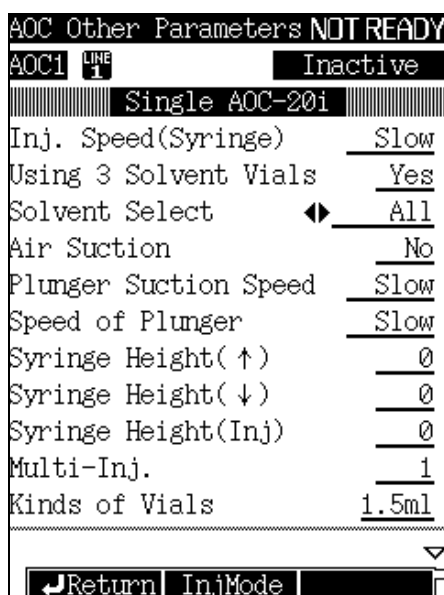 AOC Other Parameters NOT READY
AOC1 LINE 1 Inactive
Single AOC-20i
Inj. Speed(Syringe) Slow
Using 3 Solvent Vials Yes
Solvent Select ◆▶ All
Air Suction No
Plunger Suction Speed Slow
Speed of Plunger Slow
Syringe Height(↑) 0
Syringe Height(↓) 0
Syringe Height(Inj) 0
Multi-Inj. 1
Kinds of Vials 1.5ml
↵Return InjMode